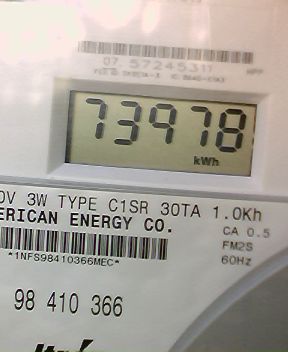 07 57245311
73978
kWh
0V 3W TYPE C1SR 30TA 1.0Kh
ERICAN ENERGY CO.
CA 0.5
FM2S
*1NFS98410366MEC*
60Hz
98 410 366